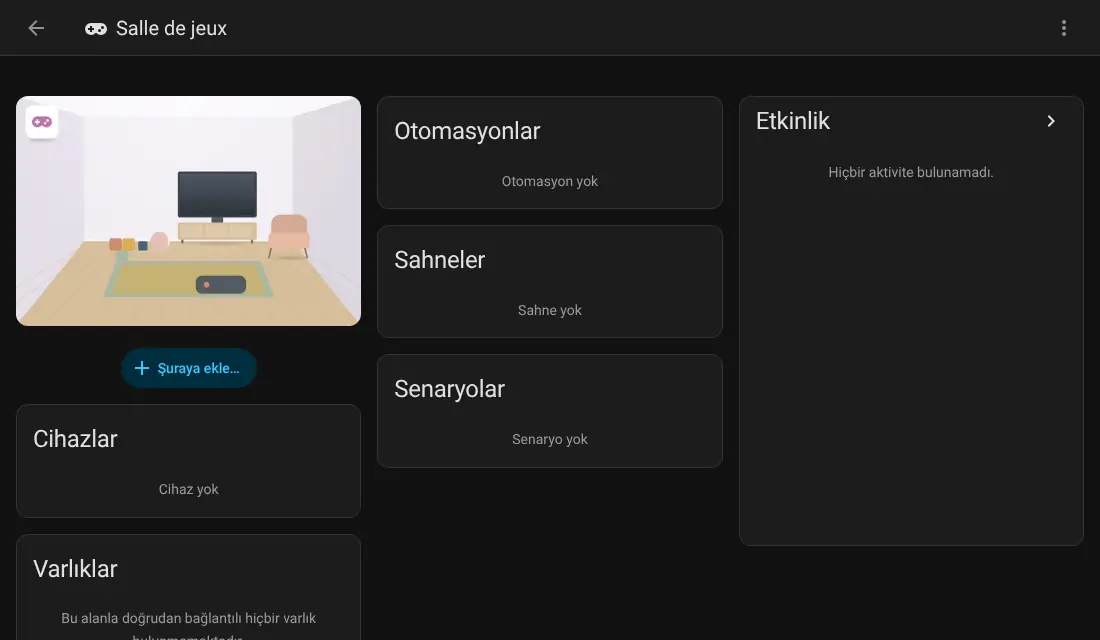 Salle de jeux
Şuraya ekle...
Cihazlar
Cihaz yok
Varlıklar
Bu alanla doğrudan bağlantılı hiçbir varlık
bulunmamaktadır.
Otomasyonlar
Otomasyon yok
Sahneler
Sahne yok
Senaryolar
Senaryo yok
Etkinlik
Hiçbir aktivite bulunamadı.